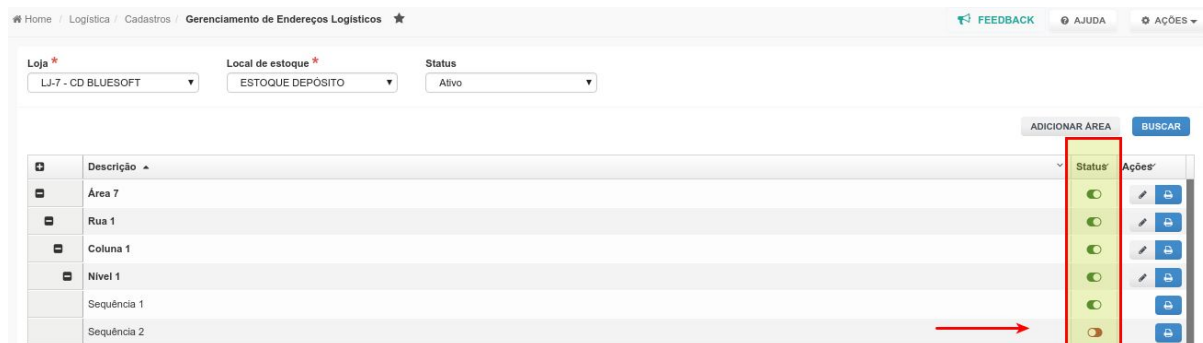 Home / Logística / Cadastros / Gerenciamento de Endereços Logísticos FEEDBACK AJUDA AÇÕES
Loja * Local de estoque * Status
LJ-7 - CD BLUESOFT ESTOQUE DEPÓSITO Ativo
ADICIONAR ÁREA BUSCAR
Descrição Status Ações
Área 7
Rua 1
Coluna 1
Nível 1
Sequência 1
Sequência 2